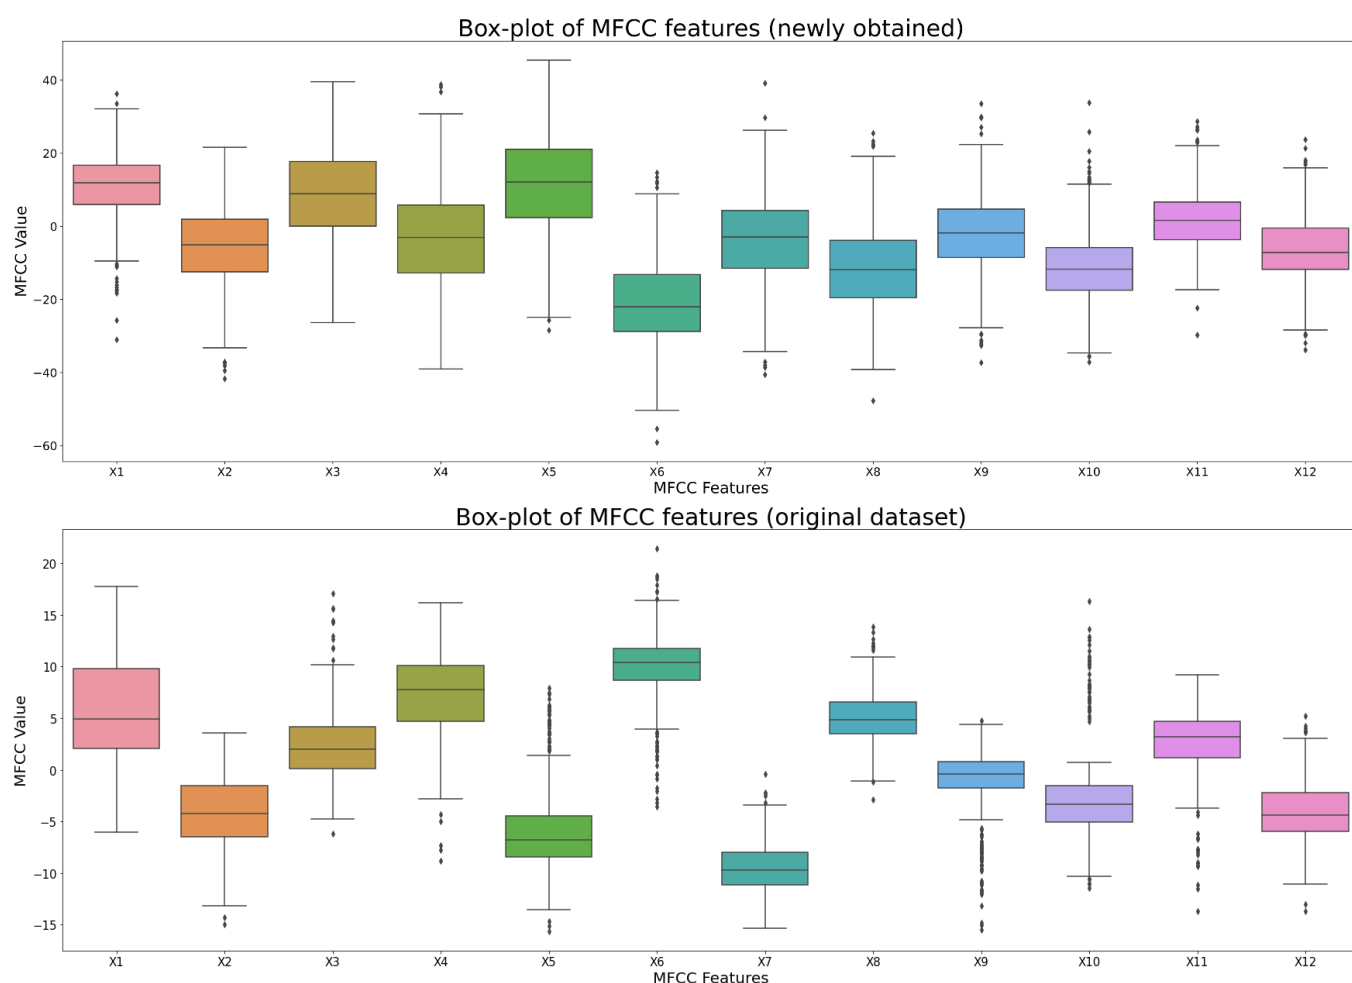 Box-plot of MFCC features (newly obtained)
MFCC Value
40
20
0
−20
−40
−60
X1 X2 X3 X4 X5 X6 X7 X8 X9 X10 X11 X12
MFCC Features
Box-plot of MFCC features (original dataset)
MFCC Value
20
15
10
5
0
−5
−10
−15
X1 X2 X3 X4 X5 X6 X7 X8 X9 X10 X11 X12
MFCC Features